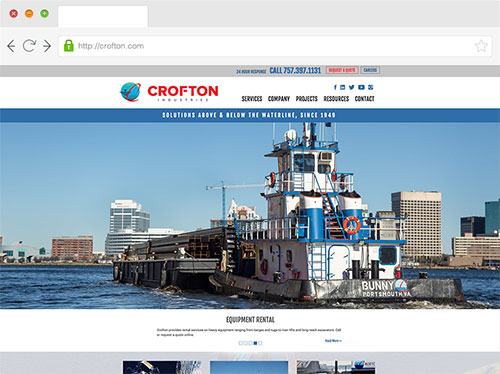 http://crofton.com
24 HOUR RESPONSE CALL 757.397.1131 REQUEST A QUOTE CAREERS
CROFTON
INDUSTRIES
SERVICES COMPANY PROJECTS RESOURCES CONTACT
SOLUTIONS ABOVE & BELOW THE WATERLINE, SINCE 1949
BUNNY
PORTSMOUTH, VA
EQUIPMENT RENTAL
Crofton provides rental services on heavy equipment ranging from barges and tugs to man lifts and long reach excavators. Call
or request a quote online.
Read More